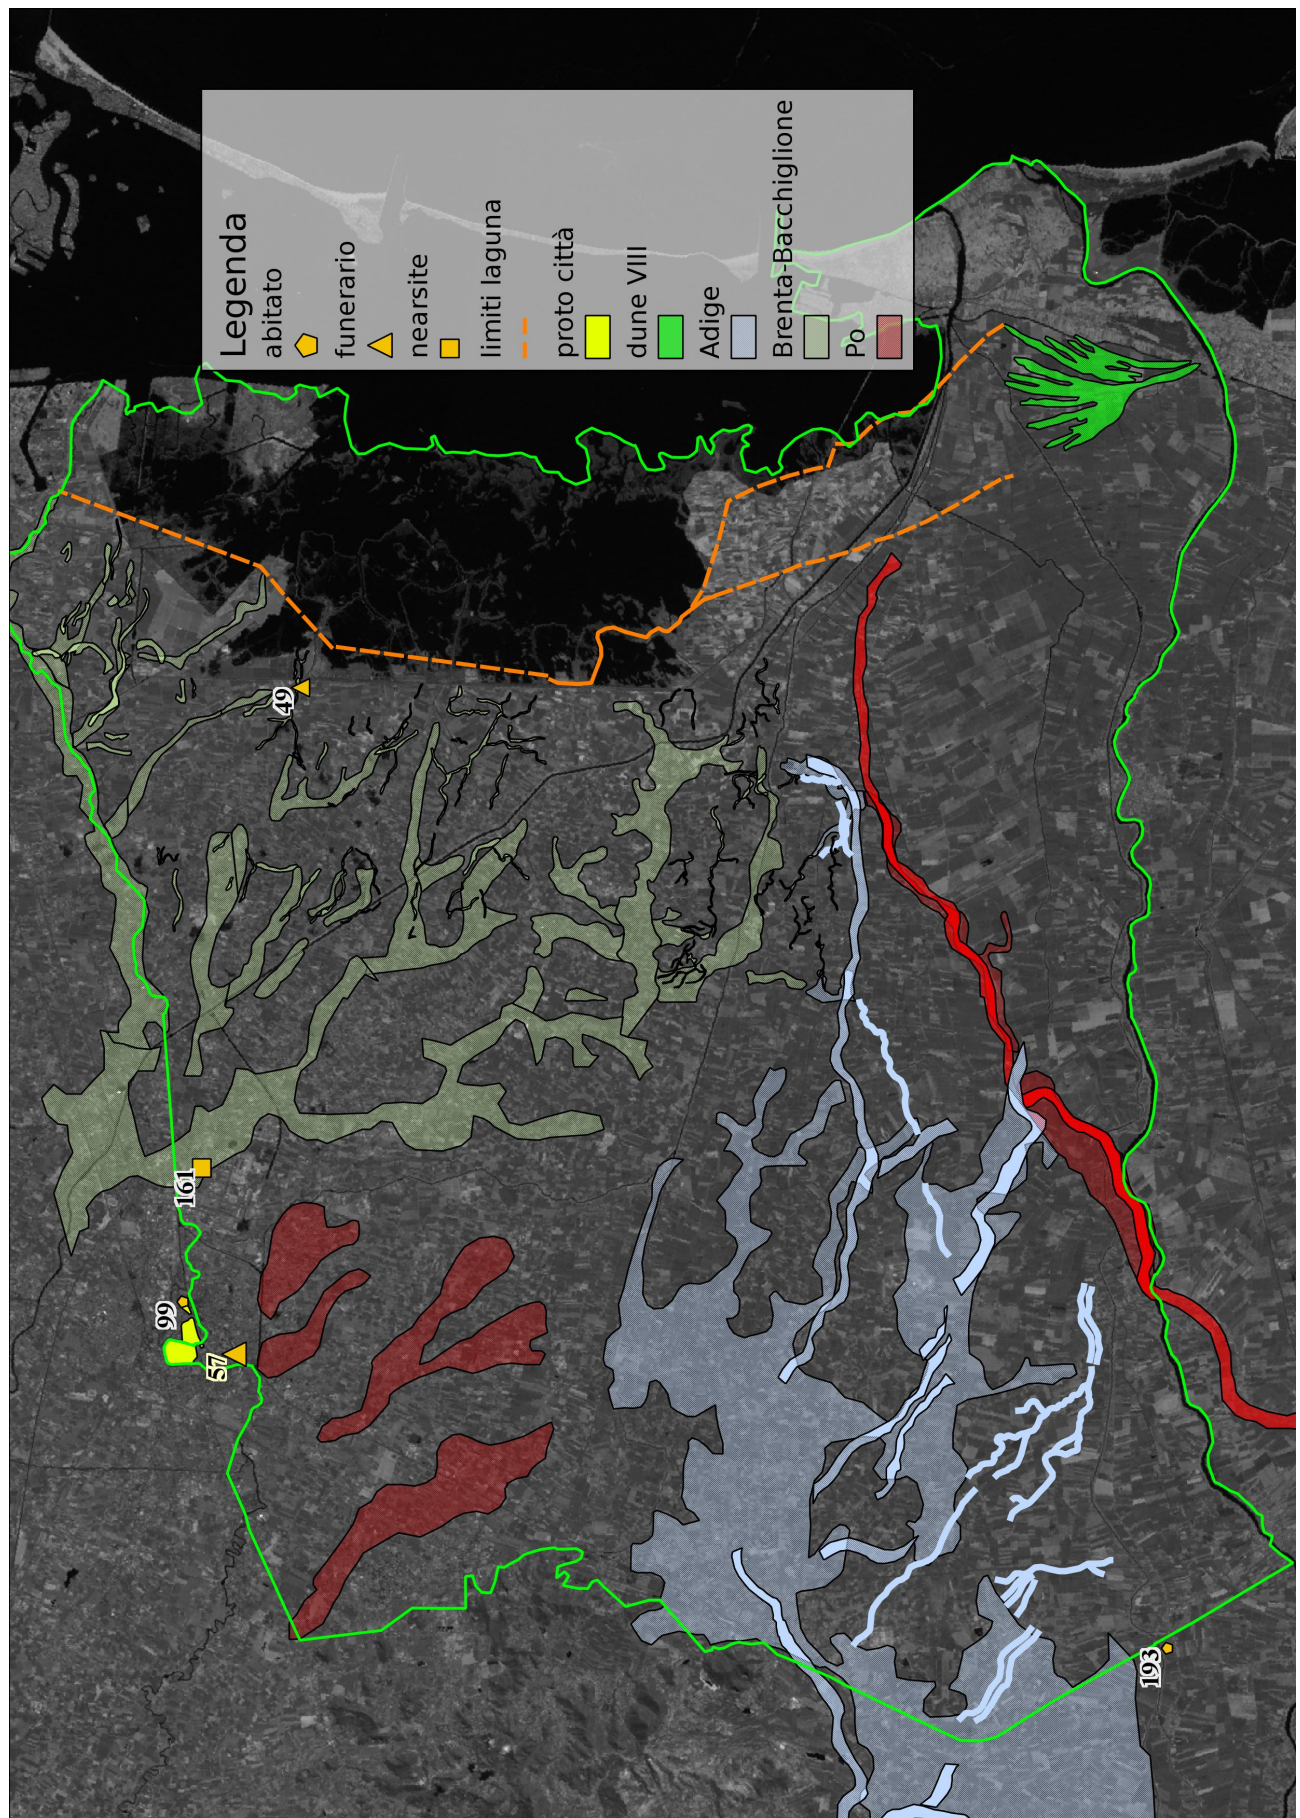 Legenda
abitato
funerario
nearsite
limiti laguna
proto città
dune VIII
Adige
Brenta-Bacchiglione
Po
49
161
99
57
193